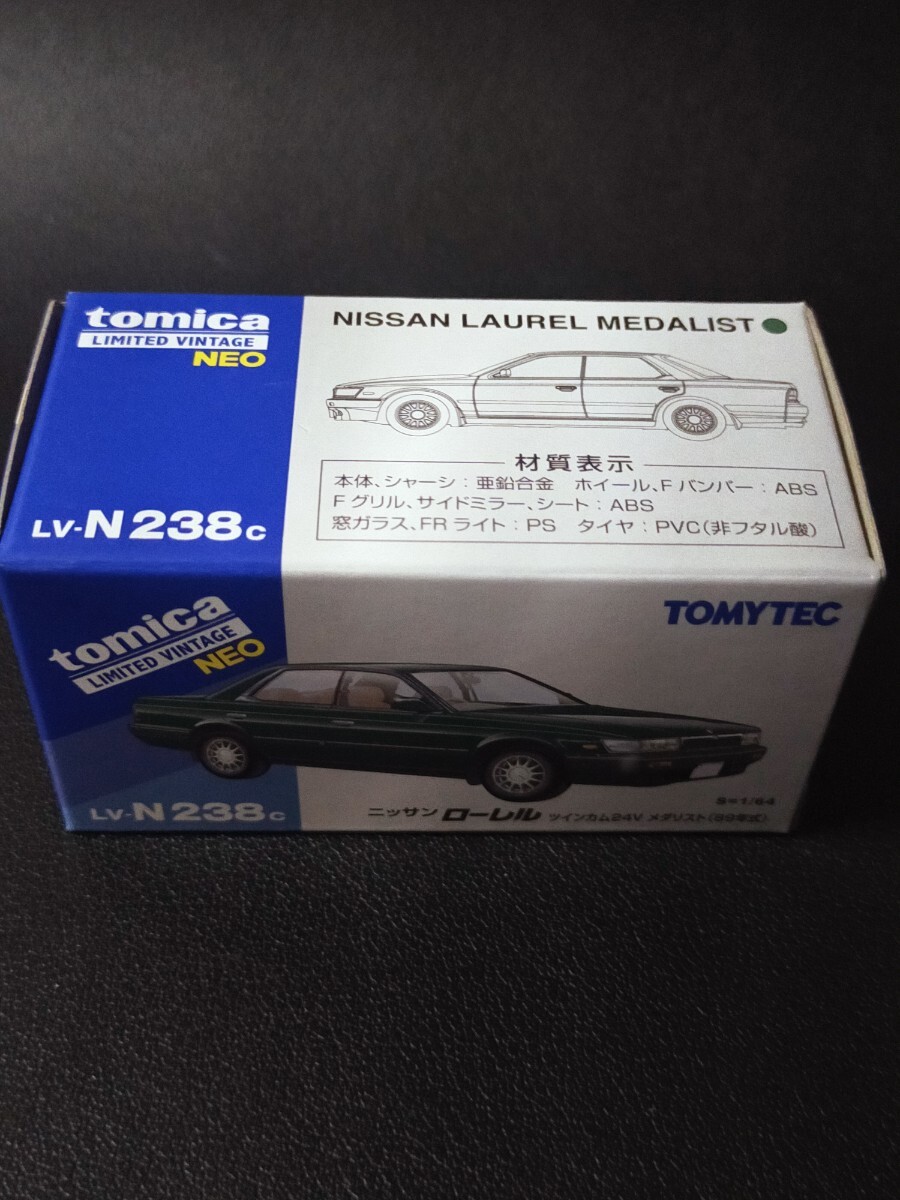 tomica
LIMITED VINTAGE
NEO
NISSAN LAUREL MEDALIST
材質表示
本体、シャーシ：亜鉛合金 ホイール、Fバンパー：ABS
Fグリル、サイドミラー、シート：ABS
窓ガラス、FRライト：PS タイヤ：PVC(非フタル酸)
LV-N238c
TOMYTEC
tomica
LIMITED VINTAGE
NEO
S=1/64
LV-N238c
ニッサン ローレル ツインカム24V メダリスト(89年式)